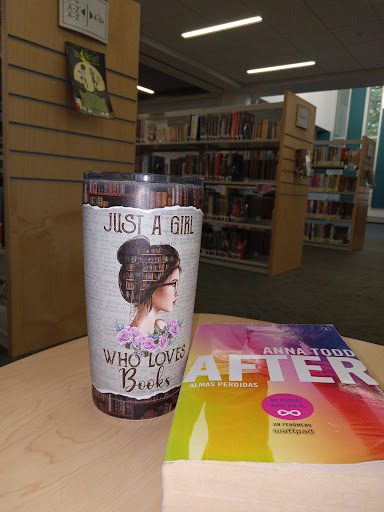 JUST A GIRL
WHO LOVES
Books
ANNA TODD
AFTER
ALMAS PERDIDAS
UN FENÓMENO
wattpad